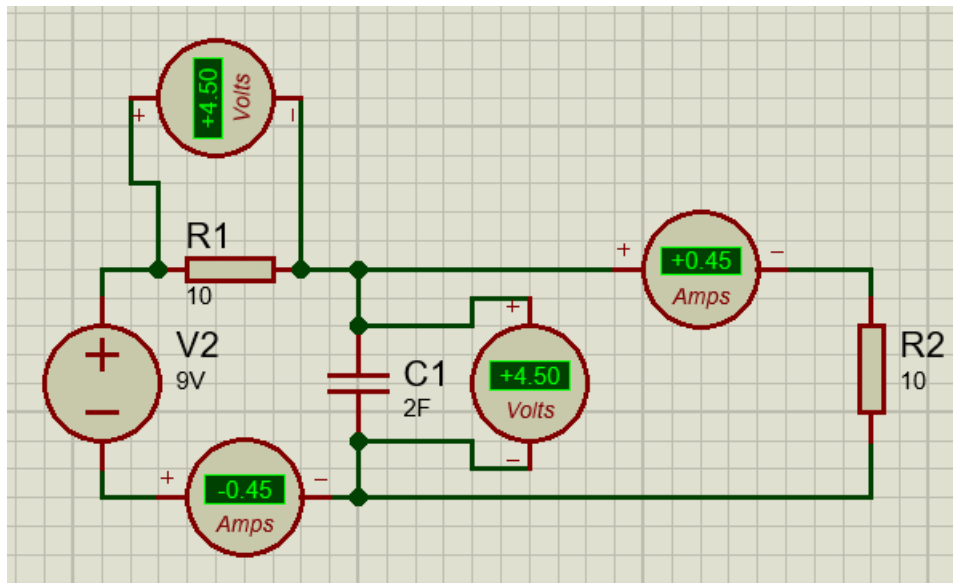 +4.50
Volts
+ −
R1
10
+ +0.45 −
Amps
V2
9V
+
−
C1
2F
+
+4.50
Volts
−
R2
10
+ -0.45 −
Amps